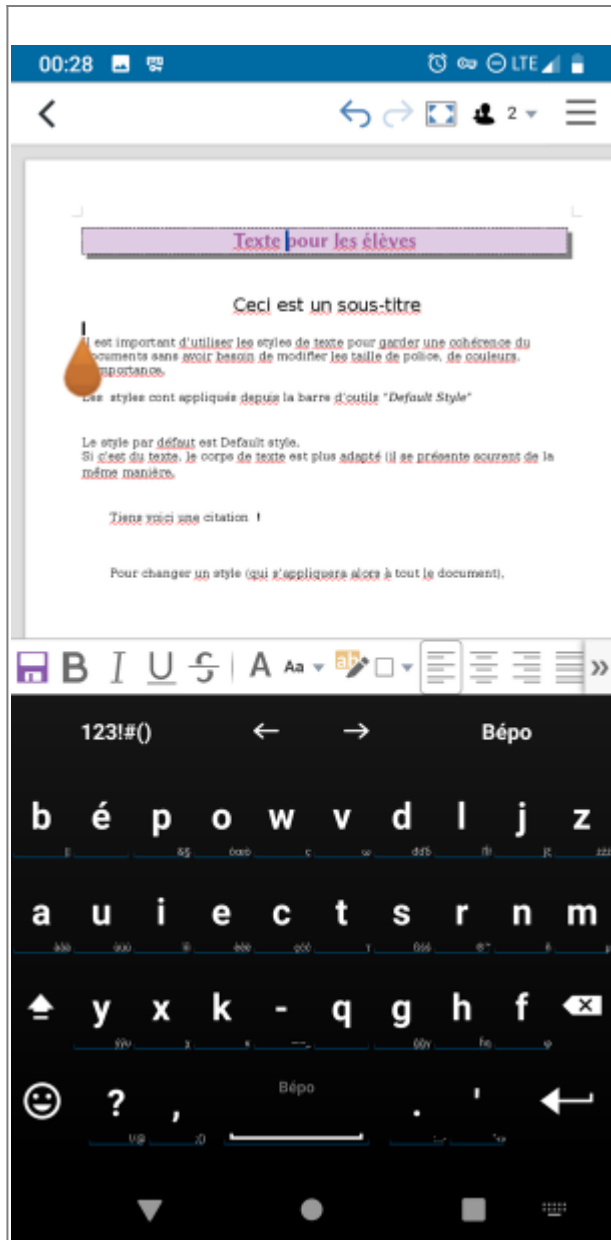 00:28 LTE
2
Texte pour les élèves
Ceci est un sous-titre
est important d'utiliser les styles de texte pour garder une cohérence du
documents sans avoir besoin de modifier les taille de police, de couleurs,
importance.
Les styles cont appliqués depuis la barre d'outils "Default Style"
Le style par défaut est Default style.
Si c'est du texte, le corps de texte est plus adapté (il se présente souvent de la
même manière.
Tiens voici une citation !
Pour changer un style (qui s'appliquera alors à tout le document),
B I U S A Aa ab »
123!#() ← → Bépo
b é p o w v d l j z
a u i e c t s r n m
y x k - q g h f
? , Bépo . '